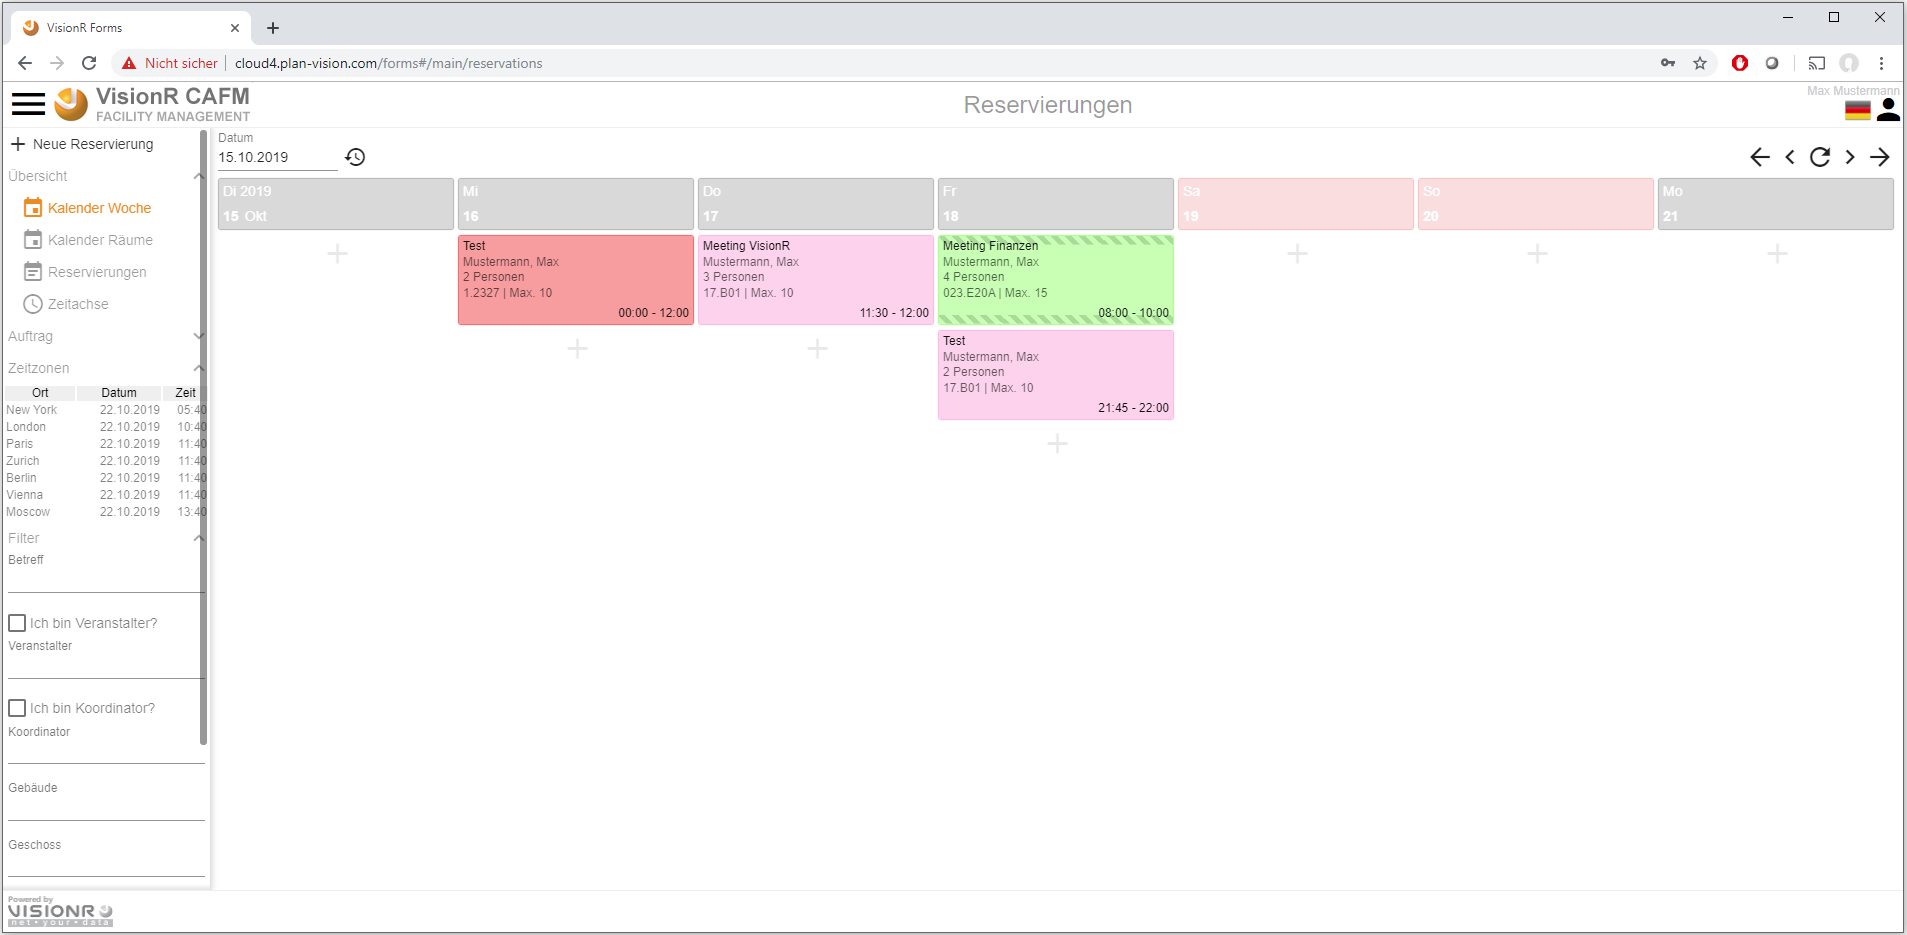 VisionR Forms
Nicht sicher
cloud4.plan-vision.com/forms#/main/reservations
VisionR CAFM
FACILITY MANAGEMENT
Reservierungen
Max Mustermann
Neue Reservierung
Übersicht
Kalender Woche
Kalender Räume
Reservierungen
Zeitachse
Auftrag
Zeitzonen
Ort Datum Zeit
New York 22.10.2019 05:40
London 22.10.2019 10:40
Paris 22.10.2019 11:40
Zurich 22.10.2019 11:40
Berlin 22.10.2019 11:40
Vienna 22.10.2019 11:40
Moscow 22.10.2019 13:40
Filter
Betreff
Ich bin Veranstalter?
Veranstalter
Ich bin Koordinator?
Koordinator
Gebäude
Geschoss
Datum
15.10.2019
Di 2019
15 Okt
Mi
16
Test
Mustermann, Max
2 Personen
1.2327 | Max. 10
00:00 - 12:00
Do
17
Meeting VisionR
Mustermann, Max
3 Personen
17.B01 | Max. 10
11:30 - 12:00
Fr
18
Meeting Finanzen
Mustermann, Max
4 Personen
023.E20A | Max. 15
08:00 - 10:00
Test
Mustermann, Max
2 Personen
17.B01 | Max. 10
21:45 - 22:00
Sa
19
So
20
Mo
21
Powered by
VISIONR
net • your • data